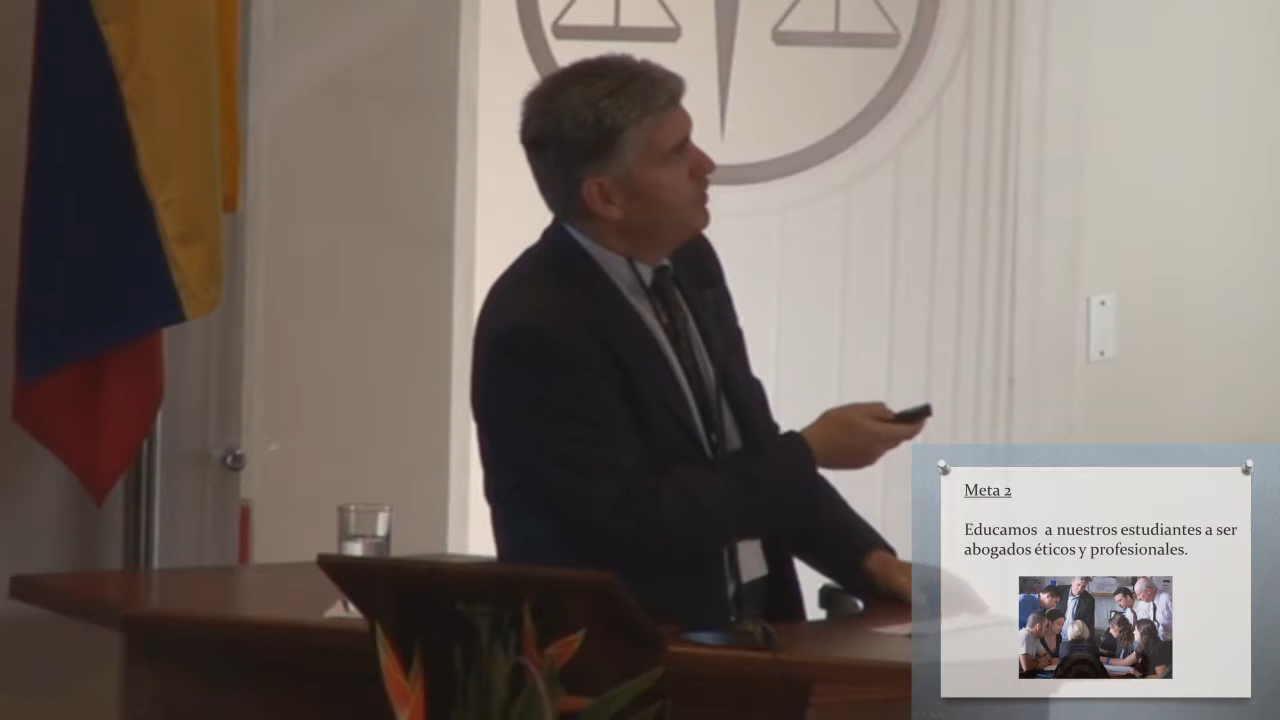 Meta 2
Educamos  a nuestros estudiantes a ser
abogados éticos y profesionales.